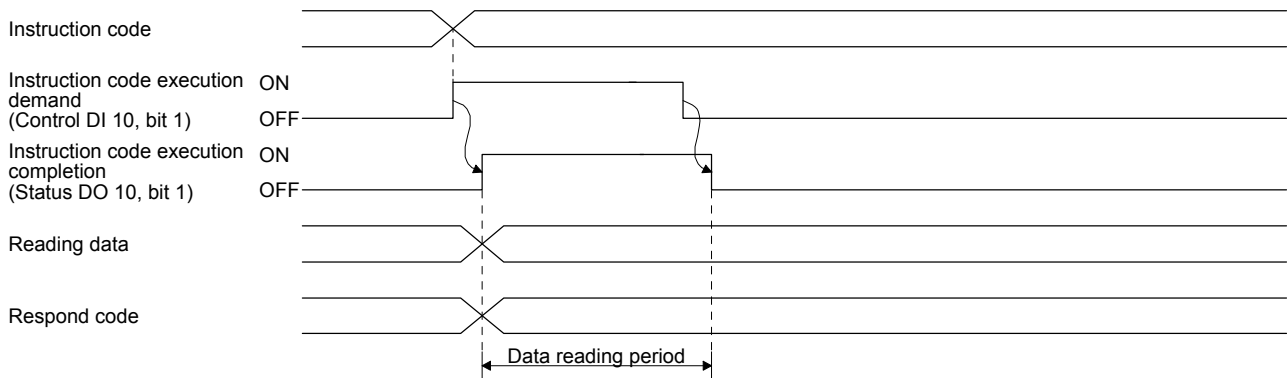 Instruction code
Instruction code execution ON
demand
(Control DI 10, bit 1) OFF
Instruction code execution ON
completion
(Status DO 10, bit 1) OFF
Reading data
Respond code
Data reading period